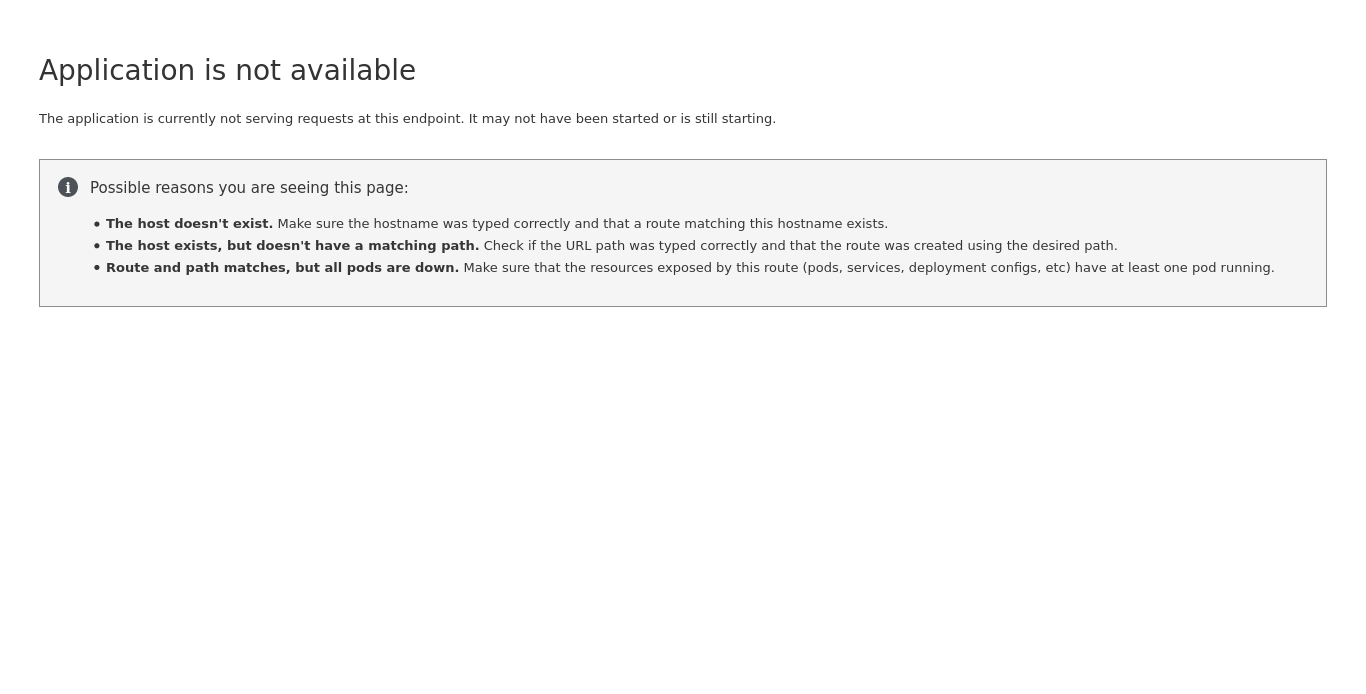 Application is not available
The application is currently not serving requests at this endpoint. It may not have been started or is still starting.
i Possible reasons you are seeing this page:
• The host doesn't exist. Make sure the hostname was typed correctly and that a route matching this hostname exists.
• The host exists, but doesn't have a matching path. Check if the URL path was typed correctly and that the route was created using the desired path.
• Route and path matches, but all pods are down. Make sure that the resources exposed by this route (pods, services, deployment configs, etc) have at least one pod running.